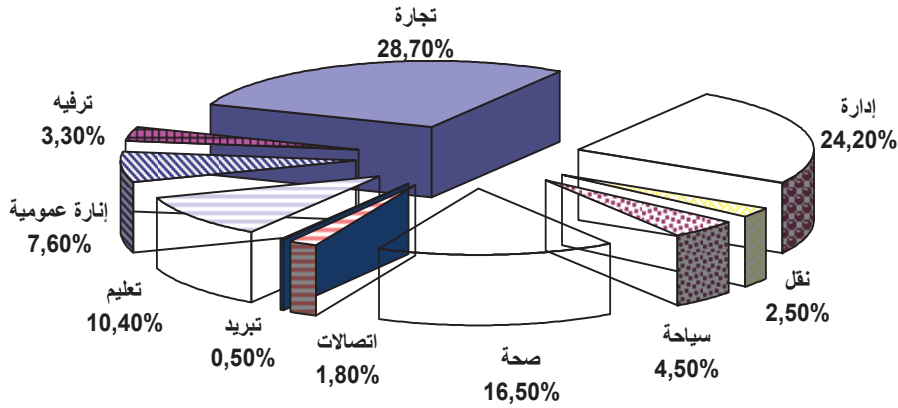 تجارة
28,70%
إدارة
24,20%
نقل
2,50%
سياحة
4,50%
صحة
16,50%
اتصالات
1,80%
تبريد
0,50%
تعليم
10,40%
إنارة عمومية
7,60%
ترفيه
3,30%